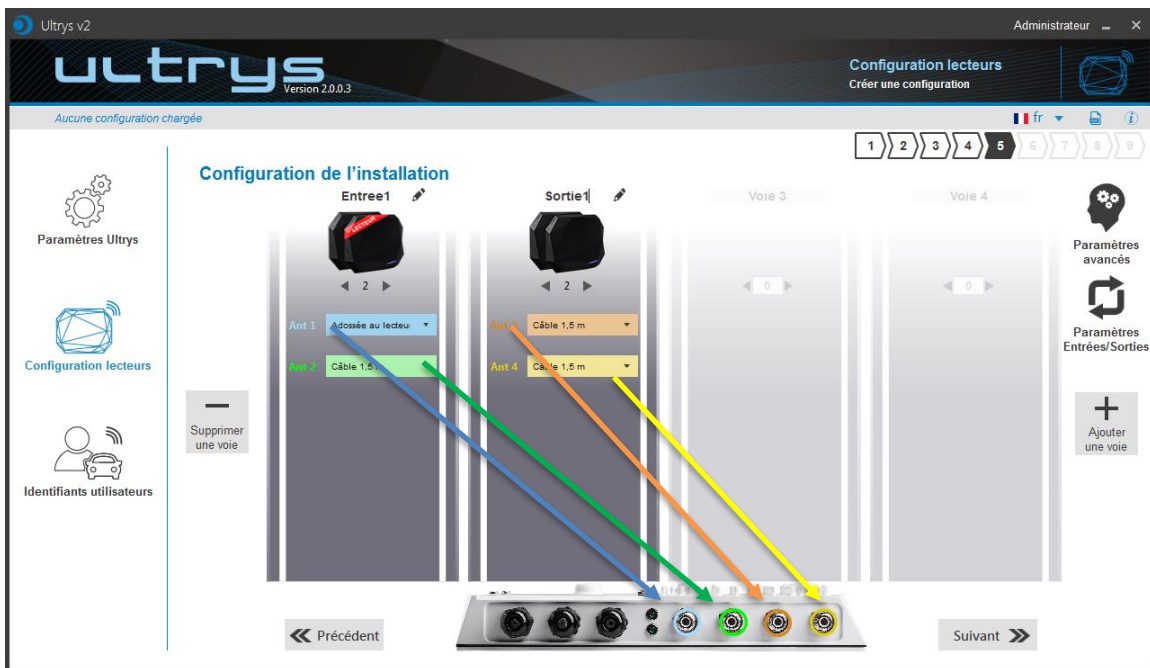 Ultrys v2
Administrateur
ultrys
Version 2.0.0.3
Configuration lecteurs
Créer une configuration
Aucune configuration chargée
fr
1 2 3 4 5 6 7 8 9
Configuration de l'installation
Entree1
Sortie1
Voie 3
Voie 4
LECTEUR
2
2
0
0
Paramètres Ultrys
Configuration lecteurs
Identifiants utilisateurs
Supprimer
une voie
Ant 1
Adossée au lecteu
Ant 2
Câble 1,5
Câble 1,5 m
Ant 4
Câble 1,5 m
Paramètres
avancés
Paramètres
Entrées/Sorties
Ajouter
une voie
Précédent
Suivant